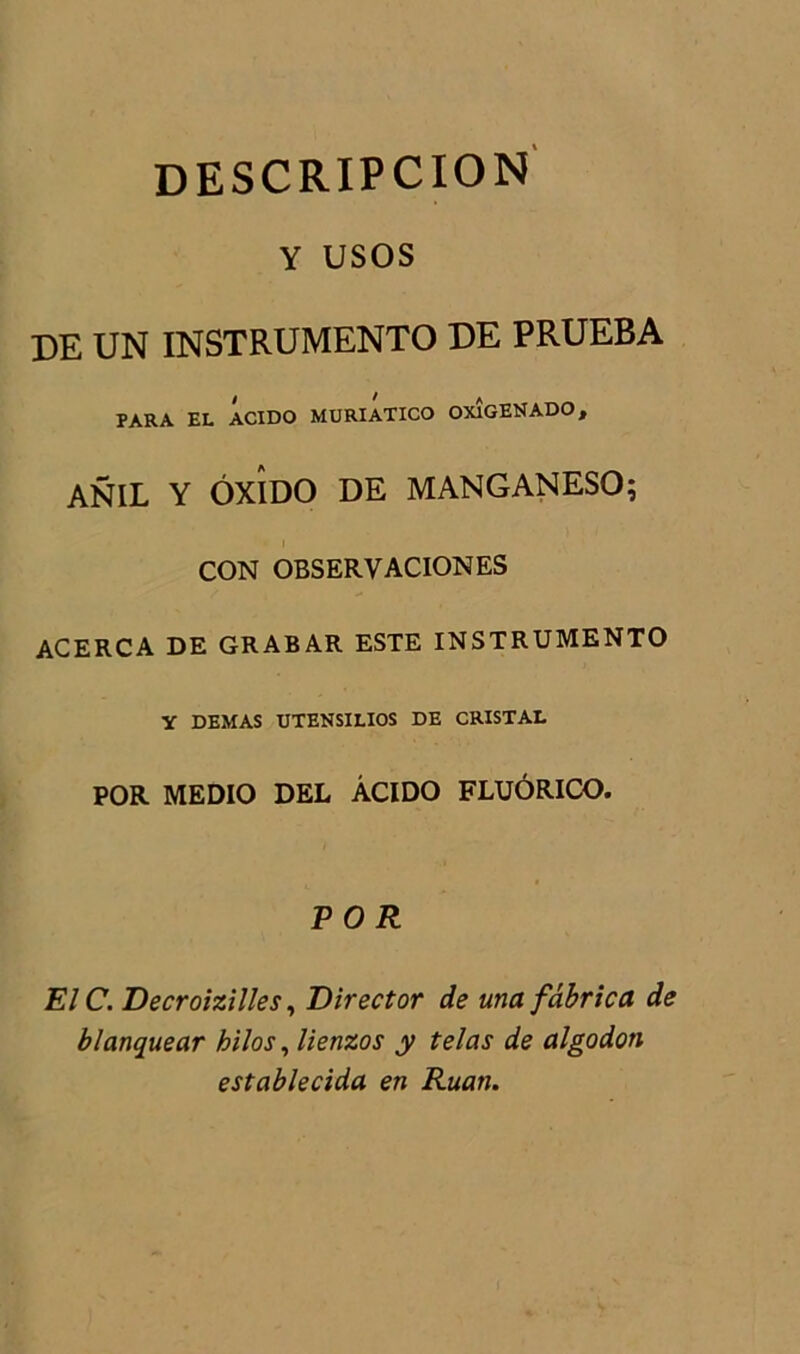 DESCRIPCION
Y USOS
DE UN INSTRUMENTO DE PRUEBA
PARA EL ÁCIDO MURIÁTICO OXÎGENADO,
AÑIL Y ÓXÎDO DE MANGANESO;
CON OBSERVACIONES
ACERCA DE GRABAR ESTE INSTRUMENTO
Y DEMAS UTENSILIOS DE CRISTAL
POR MEDIO DEL ÁCIDO FLUÓRICO.
POR
El C. Decroizilles, Director de una fábrica de
blanquear hilos, lienzos y telas de algodon
establecida en Ruan.